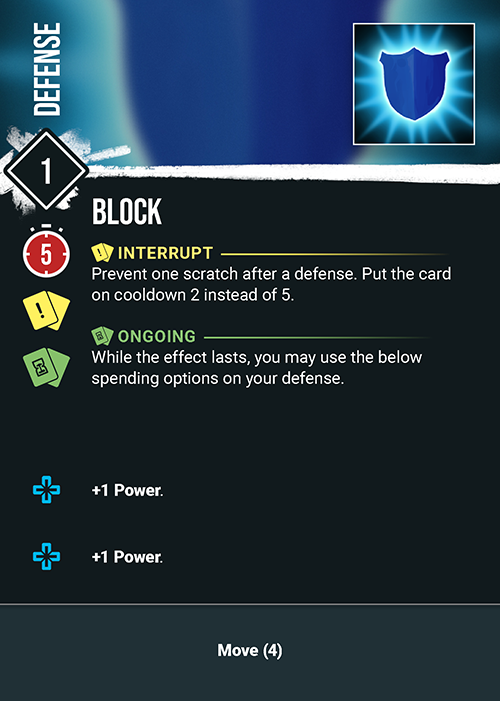 DEFENSE
1
BLOCK
5
! INTERRUPT
Prevent one scratch after a defense. Put the card
on cooldown 2 instead of 5.
!
ONGOING
While the effect lasts, you may use the below
spending options on your defense.
+1 Power.
+1 Power.
Move (4)